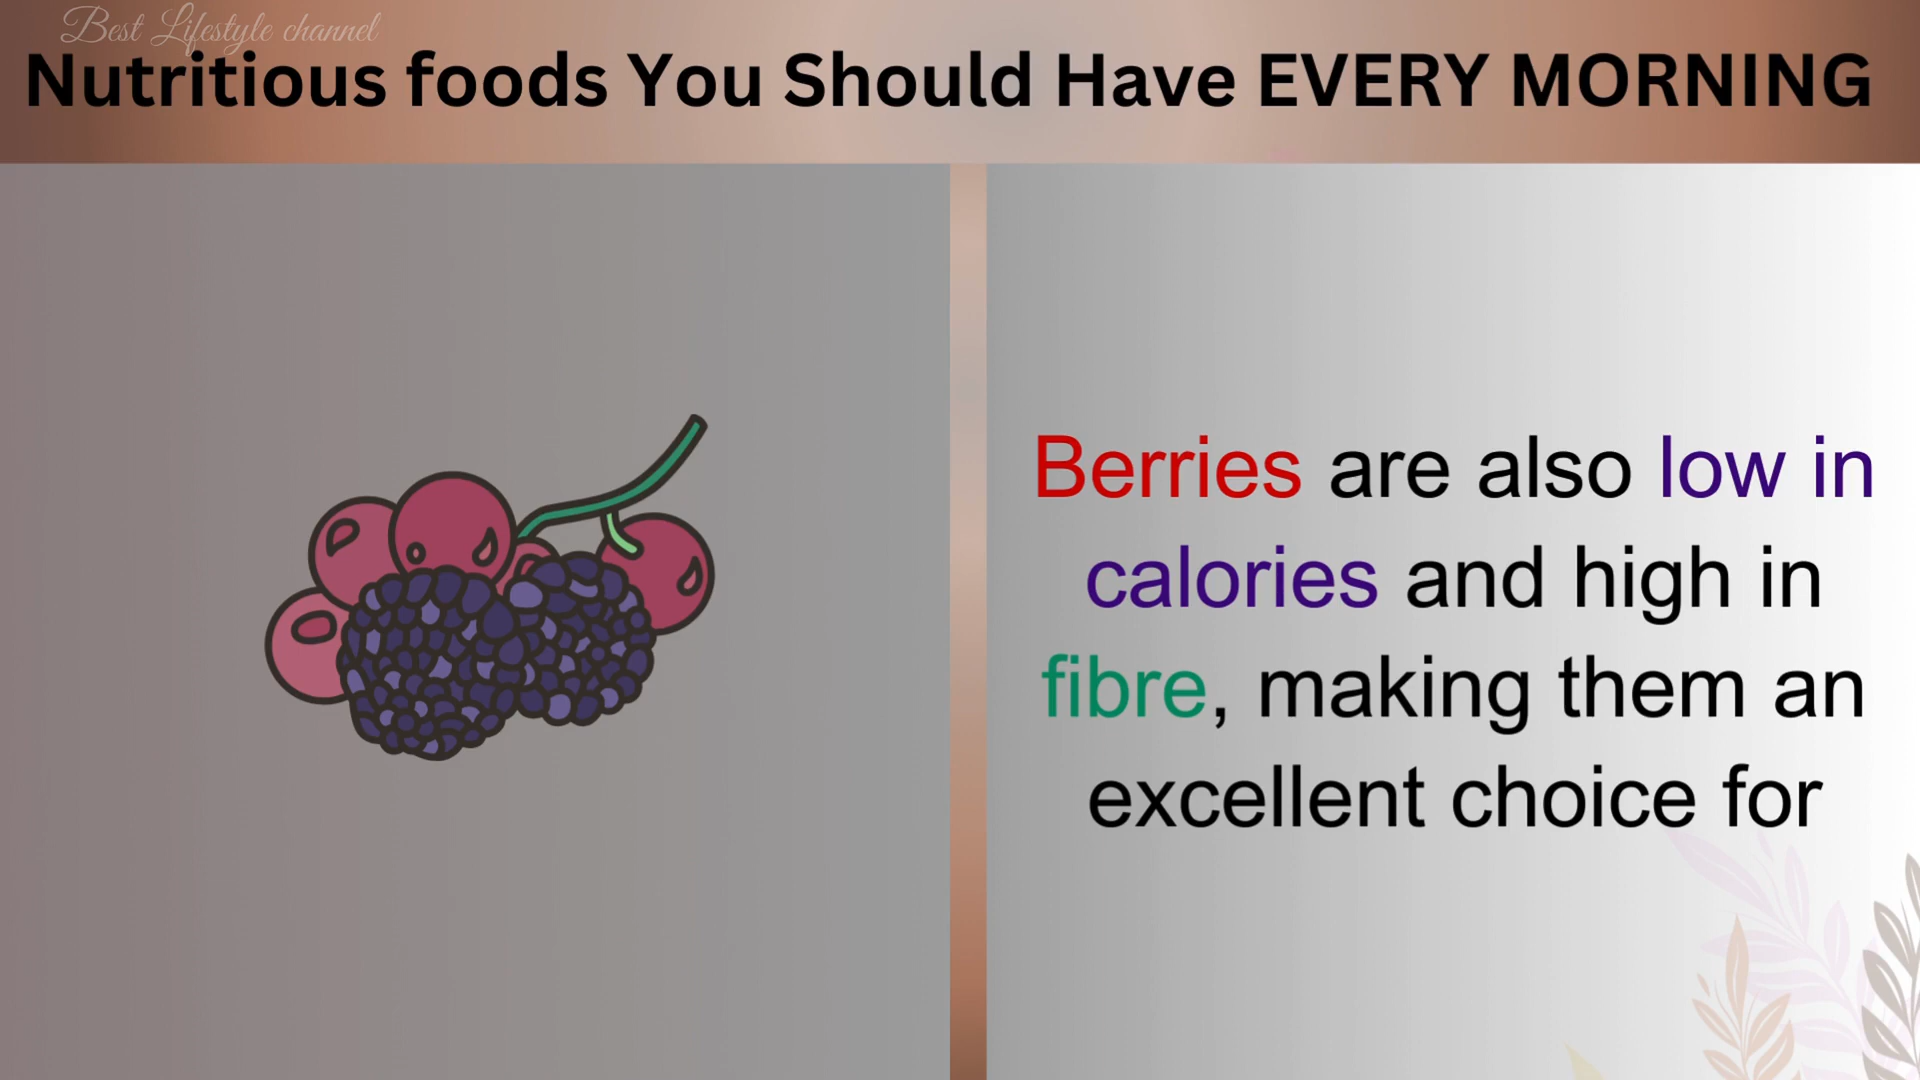 Best Lifestyle channel
Nutritious foods You Should Have EVERY MORNING
Berries are also low in
calories and high in
fibre, making them an
excellent choice for